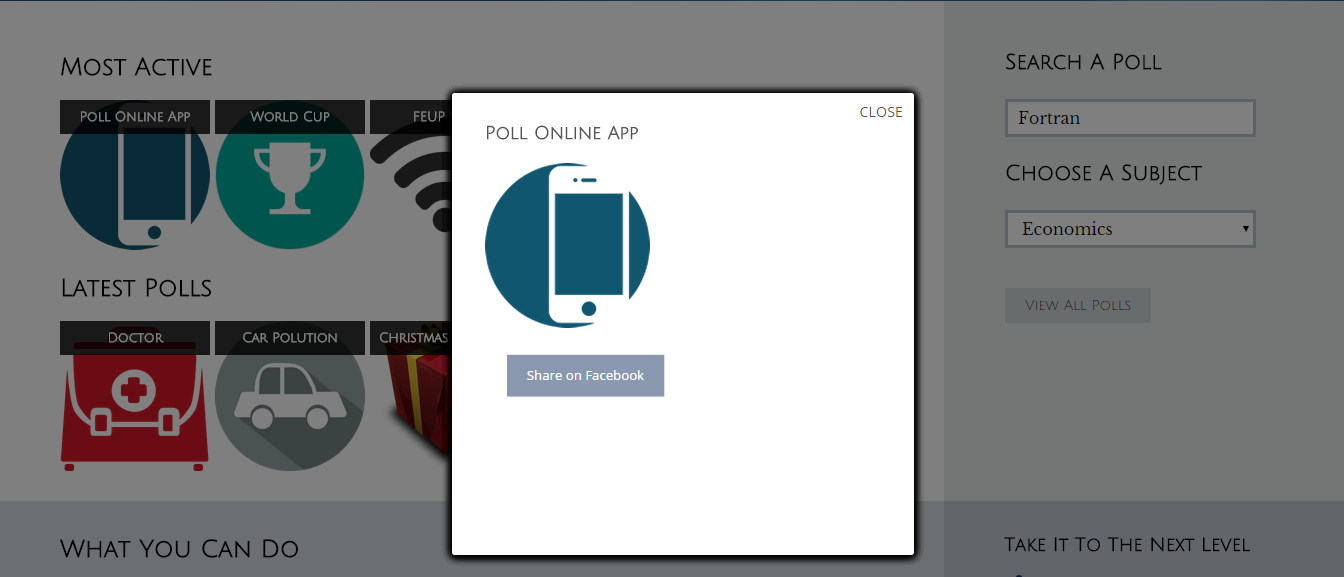 Most Active
Poll Online App
World Cup
FEUP
Latest Polls
Doctor
Car Polution
Christmas
What You Can Do
CLOSE
Poll Online App
Share on Facebook
Search A Poll
Fortran
Choose A Subject
Economics
View All Polls
Take It To The Next Level